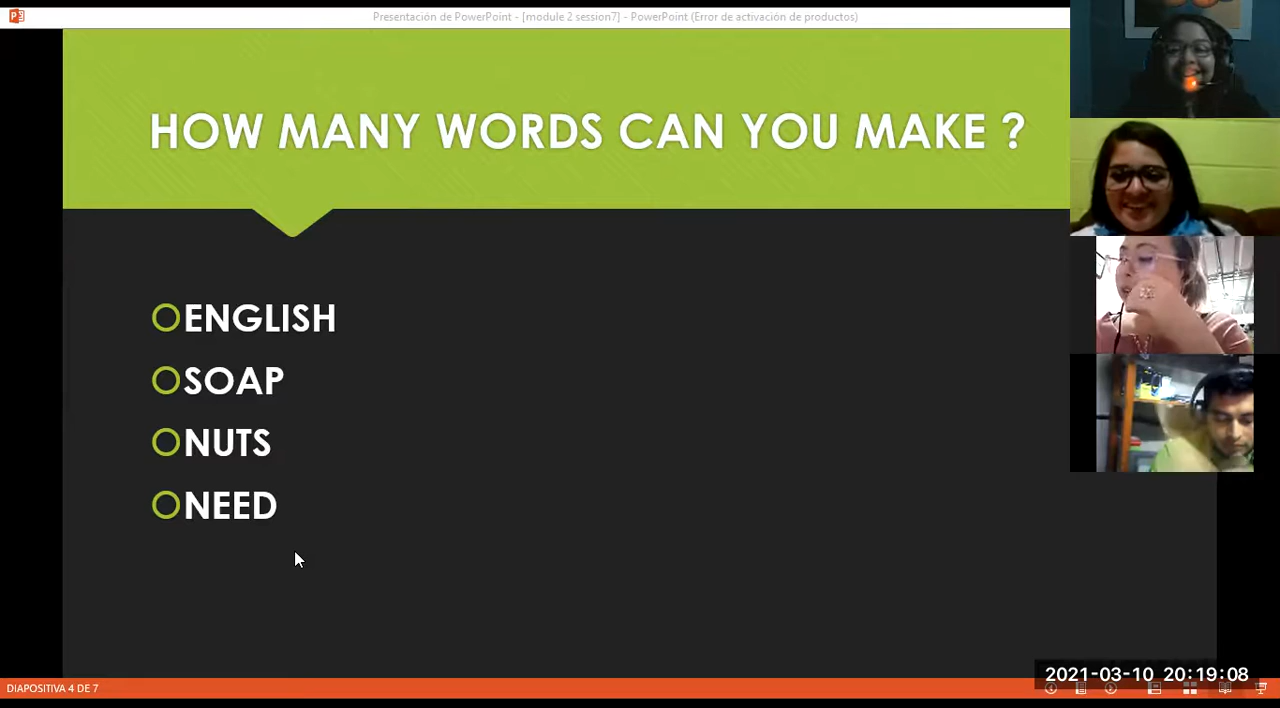 Presentación de PowerPoint - [module 2 session7] - PowerPoint (Error de activación de productos)
HOW MANY WORDS CAN YOU MAKE ?
ENGLISH
SOAP
NUTS
NEED
2021-03-10 20:19:08
DIAPOSITIVA 4 DE 7